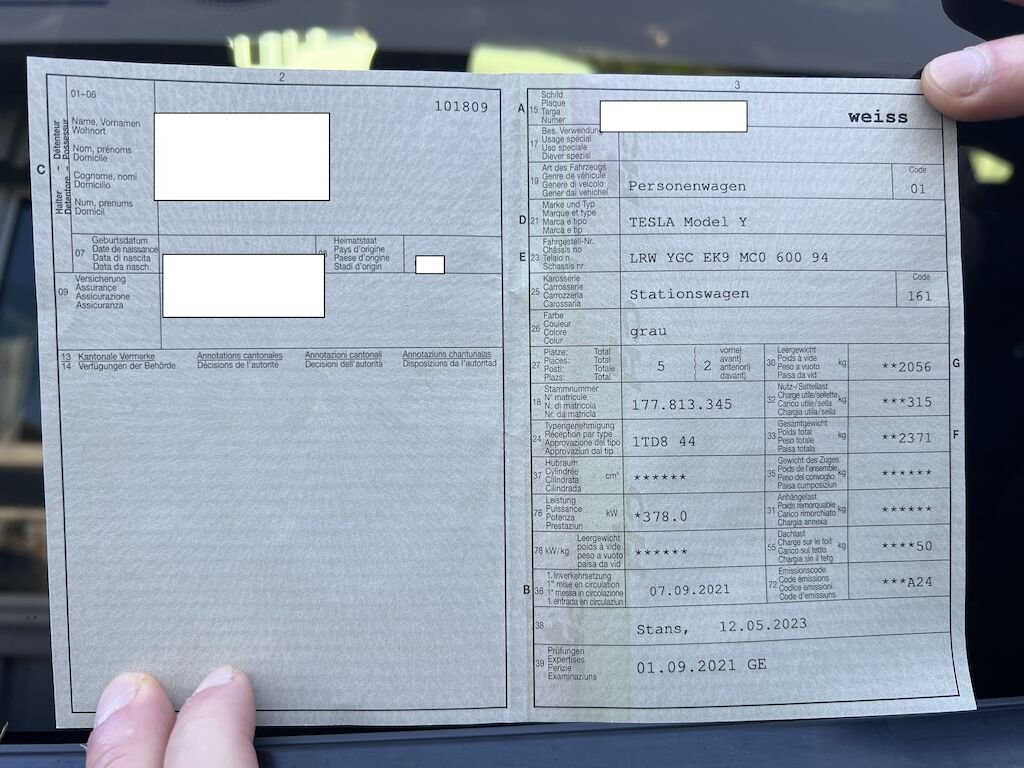 2
01–06
101809
Halter – Détenteur
Detentore – Possessur
C
Name, Vornamen
Wohnort
Nom, prénoms
Domicile
Cognome, nomi
Domicilio
Num, prenums
Domicil
07
Geburtsdatum
Date de naissance
Data di nascita
Data da nasch.
Heimatstaat
Pays d'origine
Paese d'origine
Stadi d'origin
09
Versicherung
Assurance
Assicurazione
Assicuranza
13 Kantonale Vermerke
14 Verfügungen der Behörde
Annotations cantonales
Décisions de l'autorité
Annotazioni cantonali
Decisioni dell'autorità
Annotaziuns chantunalas
Disposiziuns da l'autoritad
3
A 15
Schild
Plaque
Targa
Numer
weiss
17
Bes. Verwendung
Usage spécial
Uso speciale
Diever spezial
19
Art des Fahrzeugs
Genre de véhicule
Genere di veicolo
Gener dal vehichel
Personenwagen
Code
01
D 21
Marke und Typ
Marque et type
Marca e tipo
Marca e tip
TESLA Model Y
E 23
Fahrgestell-Nr.
Châssis no
Telaio n.
Schassis nr.
LRW YGC EK9 MC0 600 94
25
Karosserie
Carrosserie
Carrozzeria
Carossaria
Stationswagen
Code
161
26
Farbe
Couleur
Colore
Colur
grau
27
Plätze: Total
Places: Total
Posti: Totale
Plazs: Total
5
2
vorne)
avant)
anteriori)
davant)
30
Leergewicht
Poids à vide
Peso a vuoto
Paisa da vid
kg
**2056
G
18
Stammnummer
N° matricule
N. di matricola
Nr. da matricla
177.813.345
32
Nutz-/Sattellast
Charge utile/sellette
Carico utile/sella
Chargia utila/sella
kg
***315
24
Typengenehmigung
Réception par type
Approvazione del tipo
Approvaziun dal tip
1TD8 44
33
Gesamtgewicht
Poids total
Peso totale
Paisa totala
kg
**2371
F
37
Hubraum
Cylindrée
Cilindrata
Cilindrada
cm³
******
35
Gewicht des Zuges
Poids de l'ensemble
Peso del convoglio
Paisa cumposiziun
kg
******
76
Leistung
Puissance
Potenza
Prestaziun
kW
*378.0
31
Anhängelast
Poids remorquable
Carico rimorchiato
Chargia annexa
kg
******
78 kW/kg
Leergewicht
poids à vide
peso a vuoto
paisa da vid
******
55
Dachlast
Charge sur le toit
Carico sul tetto
Chargia sin il tetg
kg
****50
B 36
1. Inverkehrsetzung
1re mise en circulation
1a messa in circolazione
1. entrada en circulaziun
07.09.2021
72
Emissionscode
Code émissions
Codice emissioni
Code d'emissiuns
***A24
38
Stans, 12.05.2023
39
Prüfungen
Expertises
Perizie
Examinaziuns
01.09.2021 GE